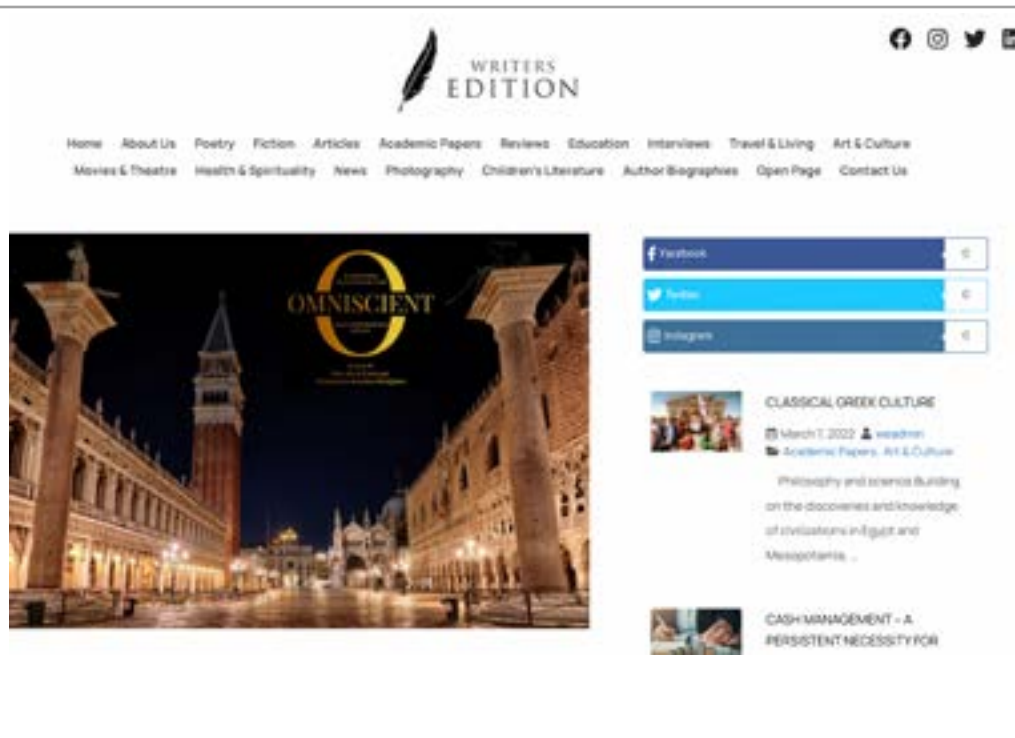 WRITERS
EDITION
Home About Us Poetry Fiction Articles Academic Papers Reviews Education Interviews Travel & Living Art & Culture
Movies & Theatre Health & Spirituality News Photography Children's Literature Author Biographies Open Page Contact Us
OMNISCIENT
Facebook
Twitter
Instagram
CLASSICAL GREEK CULTURE
March 7, 2022 weadmin
Academic Papers, Art & Culture
Philosophy and science Building
on the discoveries and knowledge
of civilizations in Egypt and
Mesopotamia, ...
CASH MANAGEMENT – A
PERSISTENT NECESSITY FOR